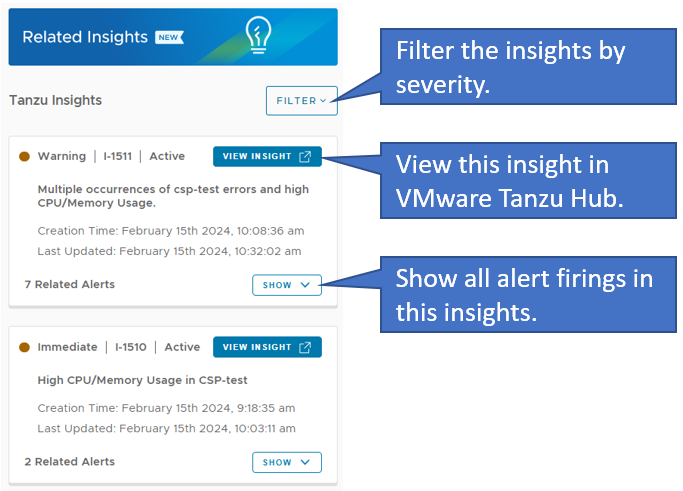 Related Insights NEW
Tanzu Insights
FILTER
Warning | I-1511 | Active
VIEW INSIGHT
Multiple occurrences of csp-test errors and high
CPU/Memory Usage.
Creation Time: February 15th 2024, 10:08:36 am
Last Updated: February 15th 2024, 10:32:02 am
7 Related Alerts
SHOW
Immediate | I-1510 | Active
VIEW INSIGHT
High CPU/Memory Usage in CSP-test
Creation Time: February 15th 2024, 9:18:35 am
Last Updated: February 15th 2024, 10:03:11 am
2 Related Alerts
SHOW
Filter the insights by
severity.
View this insight in
VMware Tanzu Hub.
Show all alert firings in
this insights.